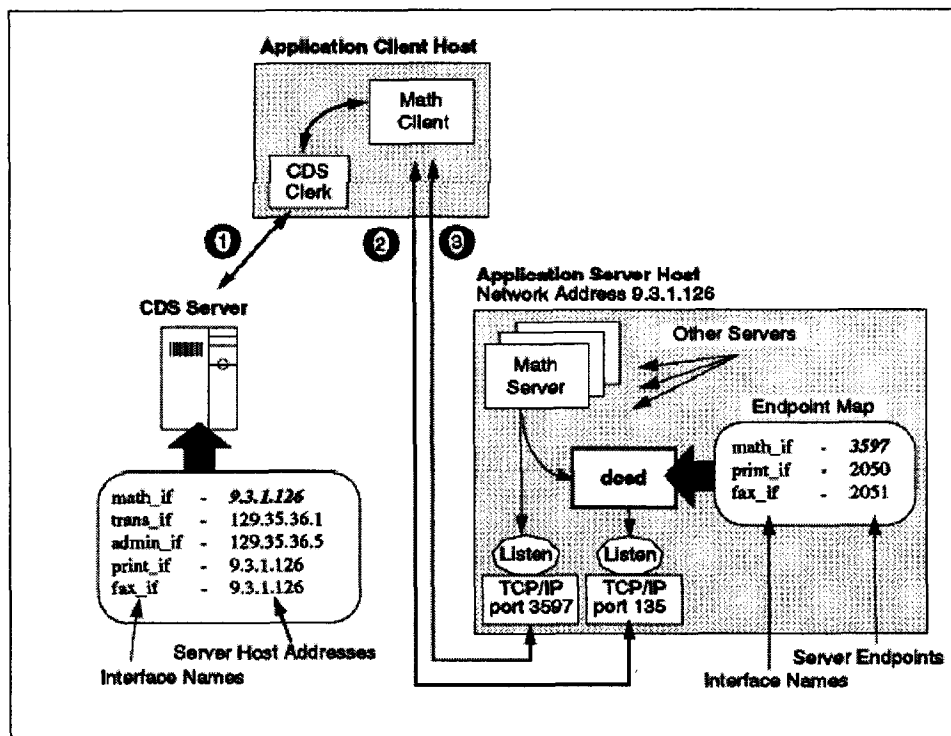 Application Client Host
Math
Client
CDS
Clerk
1
2
3
CDS Server
Application Server Host
Network Address 9.3.1.126
Other Servers
Math
Server
Endpoint Map
math_if - 3597
print_if - 2050
fax_if - 2051
dced
Listen
Listen
TCP/IP
port 3597
TCP/IP
port 135
math_if - 9.3.1.126
trans_if - 129.35.36.1
admin_if - 129.35.36.5
print_if - 9.3.1.126
fax_if - 9.3.1.126
Server Host Addresses
Interface Names
Server Endpoints
Interface Names